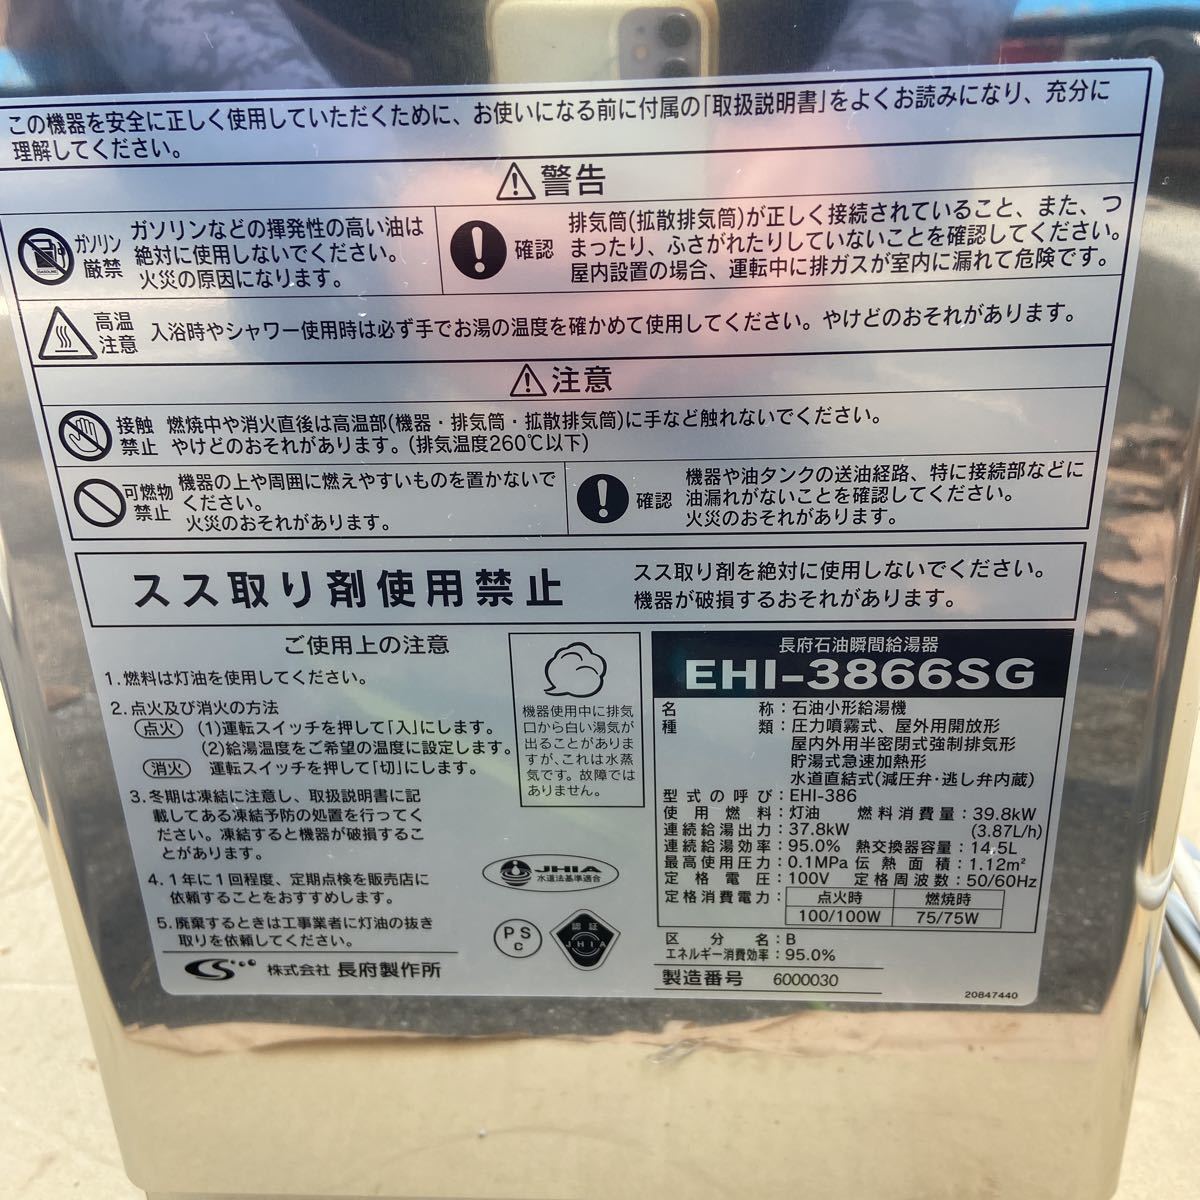 この機器を安全に正しく使用していただくために、お使いになる前に付属の「取扱説明書」をよくお読みになり、充分に
理解してください。
警告
ガソリン
厳禁
GASOLINE
ガソリンなどの揮発性の高い油は
絶対に使用しないでください。
火災の原因になります。
確認
排気筒(拡散排気筒)が正しく接続されていること、また、つ
まったり、ふさがれたりしていないことを確認してください。
屋内設置の場合、運転中に排ガスが室内に漏れて危険です。
高温
注意
入浴時やシャワー使用時は必ず手でお湯の温度を確かめて使用してください。やけどのおそれがあります。
注意
接触
禁止
燃焼中や消火直後は高温部(機器・排気筒・拡散排気筒)に手など触れないでください。
やけどのおそれがあります。(排気温度260℃以下)
可燃物
禁止
機器の上や周囲に燃えやすいものを置かないで
ください。
火災のおそれがあります。
確認
機器や油タンクの送油経路、特に接続部などに
油漏れがないことを確認してください。
火災のおそれがあります。
スス取り剤使用禁止
スス取り剤を絶対に使用しないでください。
機器が破損するおそれがあります。
ご使用上の注意
1.燃料は灯油を使用してください。
2.点火及び消火の方法
点火 (1)運転スイッチを押して「入」にします。
(2)給湯温度をご希望の温度に設定します。
消火 運転スイッチを押して「切」にします。
3.冬期は凍結に注意し、取扱説明書に記
載してある凍結予防の処置を行ってく
ださい。凍結すると機器が破損するこ
とがあります。
4.1年に1回程度、定期点検を販売店に
依頼することをおすすめします。
5.廃棄するときは工事業者に灯油の抜き
取りを依頼してください。
株式会社 長府製作所
機器使用中に排気
口から白い湯気が
出ることがありま
すが、これは水蒸
気です。故障では
ありません。
JHIA
水道法基準適合
PS
C
認証
JHIA
長府石油瞬間給湯器
EHI-3866SG
名称:石油小形給湯機
種類:圧力噴霧式、屋外用開放形
屋内外用半密閉式強制排気形
貯湯式急速加熱形
水道直結式(減圧弁・逃し弁内蔵)
型式の呼び:EHI-386
使用燃料:灯油 燃料消費量:39.8kW
連続給湯出力:37.8kW (3.87L/h)
連続給湯効率:95.0% 熱交換器容量:14.5L
最高使用圧力:0.1MPa 伝熱面積:1.12m²
定格電圧:100V 定格周波数:50/60Hz
定格消費電力: 点火時 燃焼時
100/100W 75/75W
区分名:B
エネルギー消費効率:95.0%
製造番号 6000030
20847440